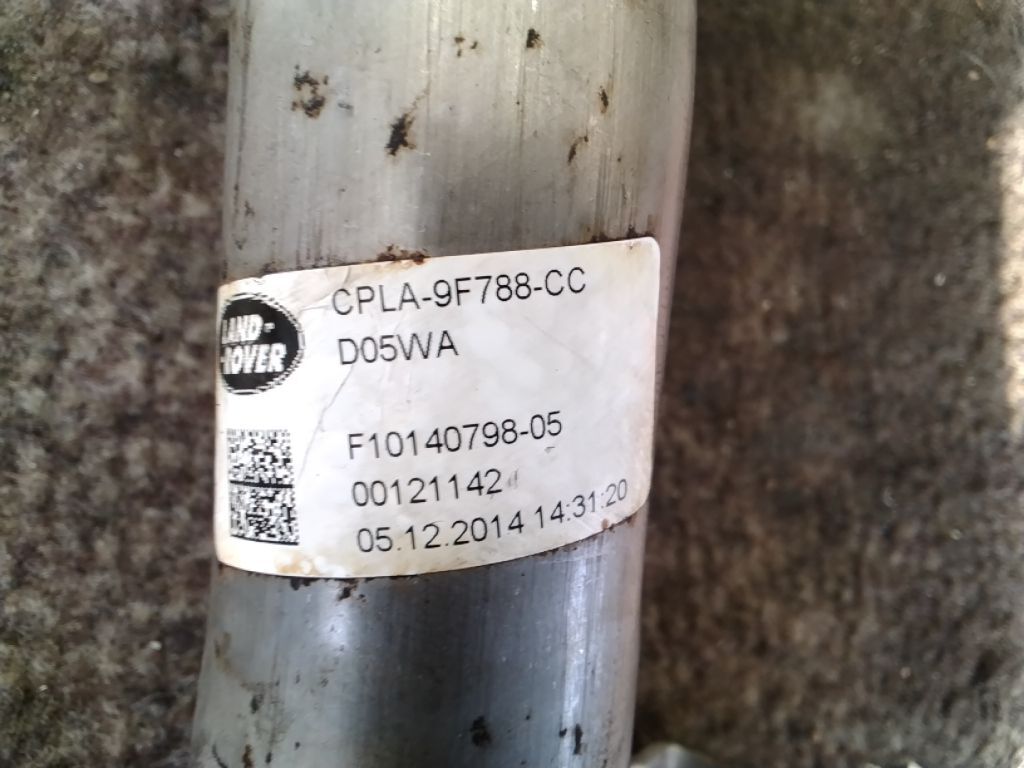 LAND-
-ROVER
CPLA-9F788-CC
D05WA
F10140798-05
00121142
05.12.2014 14:31:20